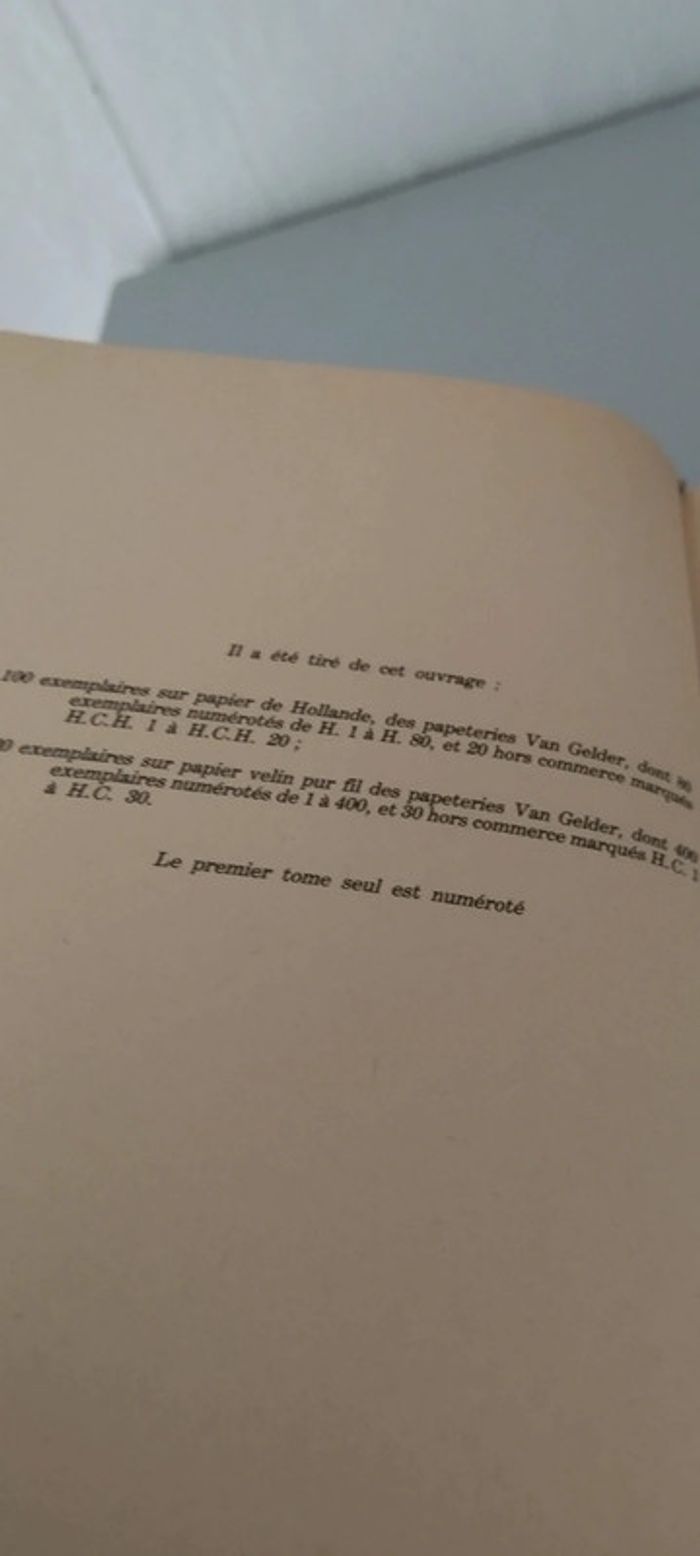 Il a été tiré de cet ouvrage :
100 exemplaires sur papier de Hollande, des papeteries Van Gelder, dont 80
exemplaires numérotés de H. 1 à H. 80, et 20 hors commerce marqués
H.C.H. 1 à H.C.H. 20 ;
exemplaires sur papier velin pur fil des papeteries Van Gelder, dont 400
exemplaires numérotés de 1 à 400, et 30 hors commerce marqués H.C. 1
à H.C. 30.
Le premier tome seul est numéroté